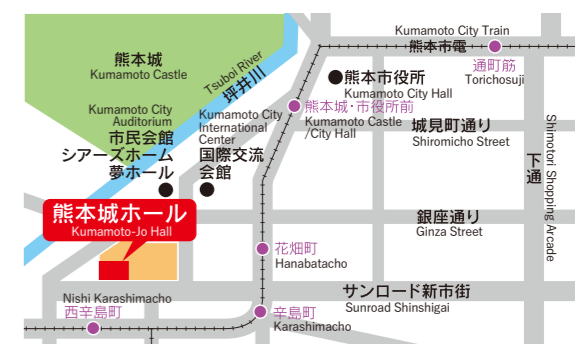 Kumamoto City Train
熊本市電
熊本城
Kumamoto Castle
Tsuboi River
坪井川
通町筋
Torichosuji
熊本市役所
Kumamoto City Hall
熊本城・市役所前
Kumamoto Castle
/City Hall
Kumamoto City
Auditorium
市民会館
シアーズホーム
夢ホール
Kumamoto City
International
Center
国際交流
会館
城見町通り
Shiromicho Street
下通
Shimotori Shopping Arcade
熊本城ホール
Kumamoto-Jo Hall
銀座通り
Ginza Street
花畑町
Hanabatacho
サンロード新市街
Sunroad Shinshigai
Nishi Karashimacho
西辛島町
辛島町
Karashimacho